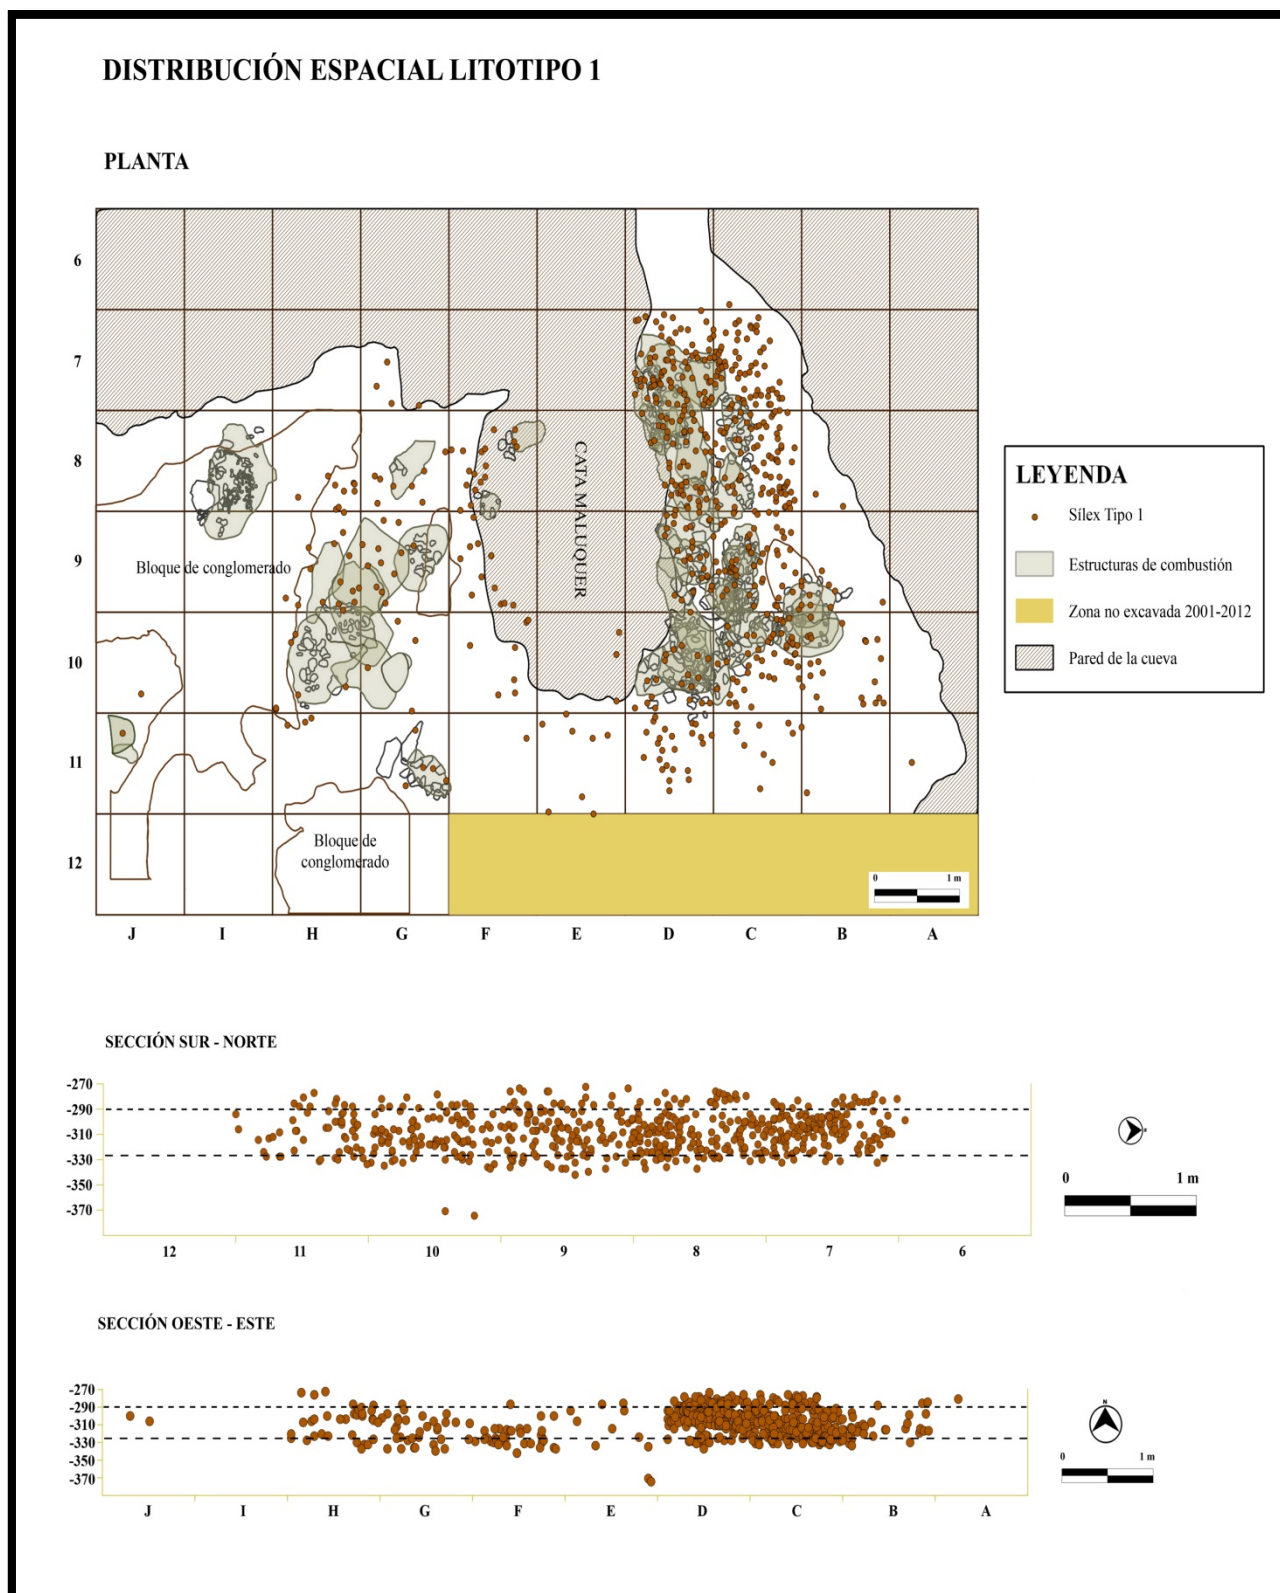 DISTRIBUCIÓN ESPACIAL LITOTIPO 1
PLANTA
6
7
8
9
10
11
12
CATA MALUQUER
Bloque de conglomerado
Bloque de
conglomerado
0 1 m
J I H G F E D C B A
LEYENDA
Sílex Tipo 1
Estructuras de combustión
Zona no excavada 2001-2012
Pared de la cueva
SECCIÓN SUR - NORTE
-270
-290
-310
-330
-350
-370
12 11 10 9 8 7 6
0 1 m
SECCIÓN OESTE - ESTE
-270
-290
-310
-330
-350
-370
J I H G F E D C B A
N
0 1 m